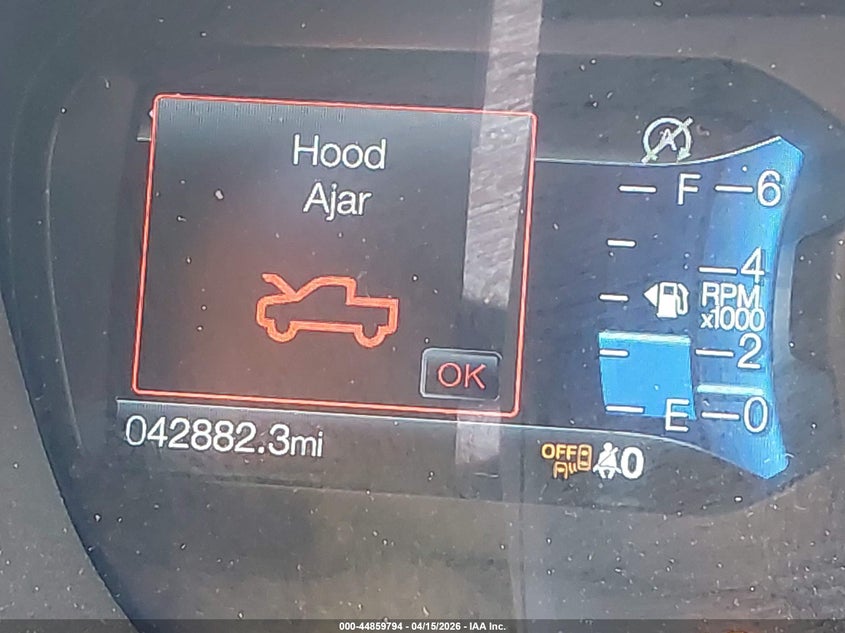 Hood
Ajar
OK
042882.3mi
F
6
4
RPM
x1000
2
E
0
OFF
0
000-44859794 - 04/15/2026 - IAA Inc.